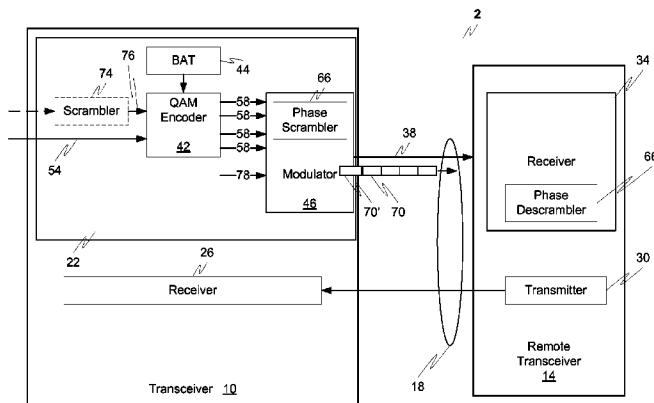 2
BAT
44
34
74
76
66
Scrambler
QAM
Encoder
42
58
58
58
58
Phase
Scrambler
38
54
78
Modulator
46
70'
70
Receiver
66
Phase
Descrambler
22
26
Receiver
30
Transmitter
Remote
Transceiver
14
18
Transceiver 10